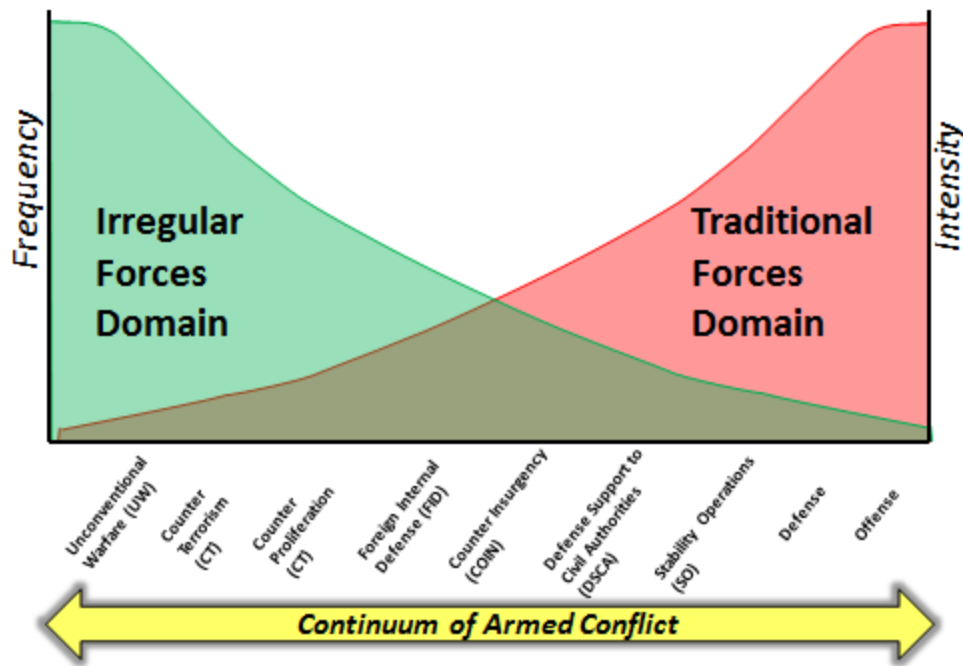 Frequency
Irregular
Forces
Domain
Traditional
Forces
Domain
Intensity
Unconventional
Warfare (UW)
Counter
Terrorism
(CT)
Counter
Proliferation
(CT)
Foreign Internal
Defense (FID)
Counter Insurgency
(COIN)
Defense Support to
Civil Authorities
(DSCA)
Stability Operations
(SO)
Defense
Offense
Continuum of Armed Conflict